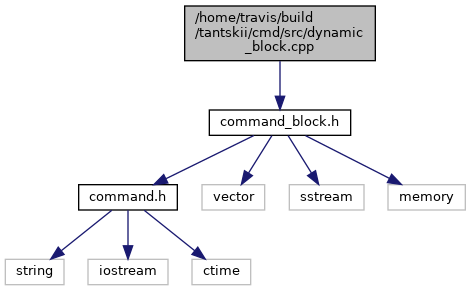 /home/travis/build
/tantskii/cmd/src/dynamic
_block.cpp
command_block.h
command.h
vector
sstream
memory
string
iostream
ctime